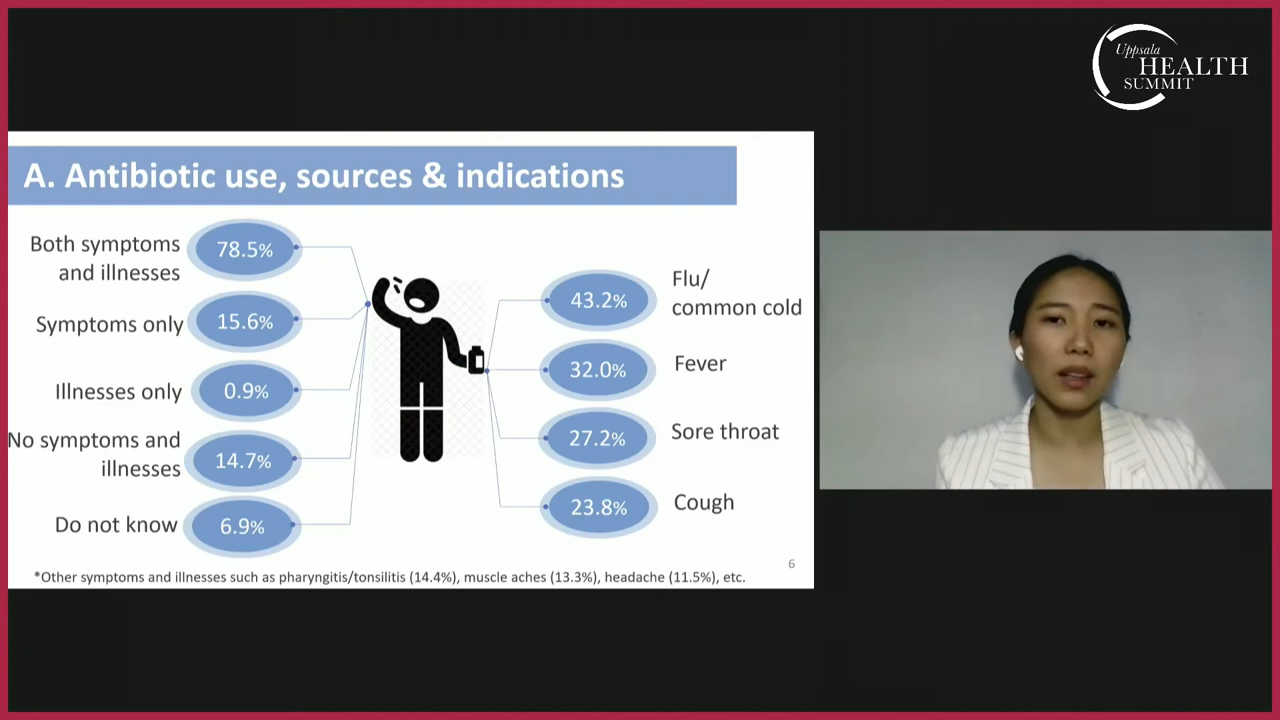 Uppsala
HEALTH
SUMMIT
A. Antibiotic use, sources & indications
Both symptoms
and illnesses
78.5%
Symptoms only
15.6%
Illnesses only
0.9%
No symptoms and
illnesses
14.7%
Do not know
6.9%
43.2%
Flu/
common cold
32.0%
Fever
27.2%
Sore throat
23.8%
Cough
*Other symptoms and illnesses such as pharyngitis/tonsilitis (14.4%), muscle aches (13.3%), headache (11.5%), etc.
6